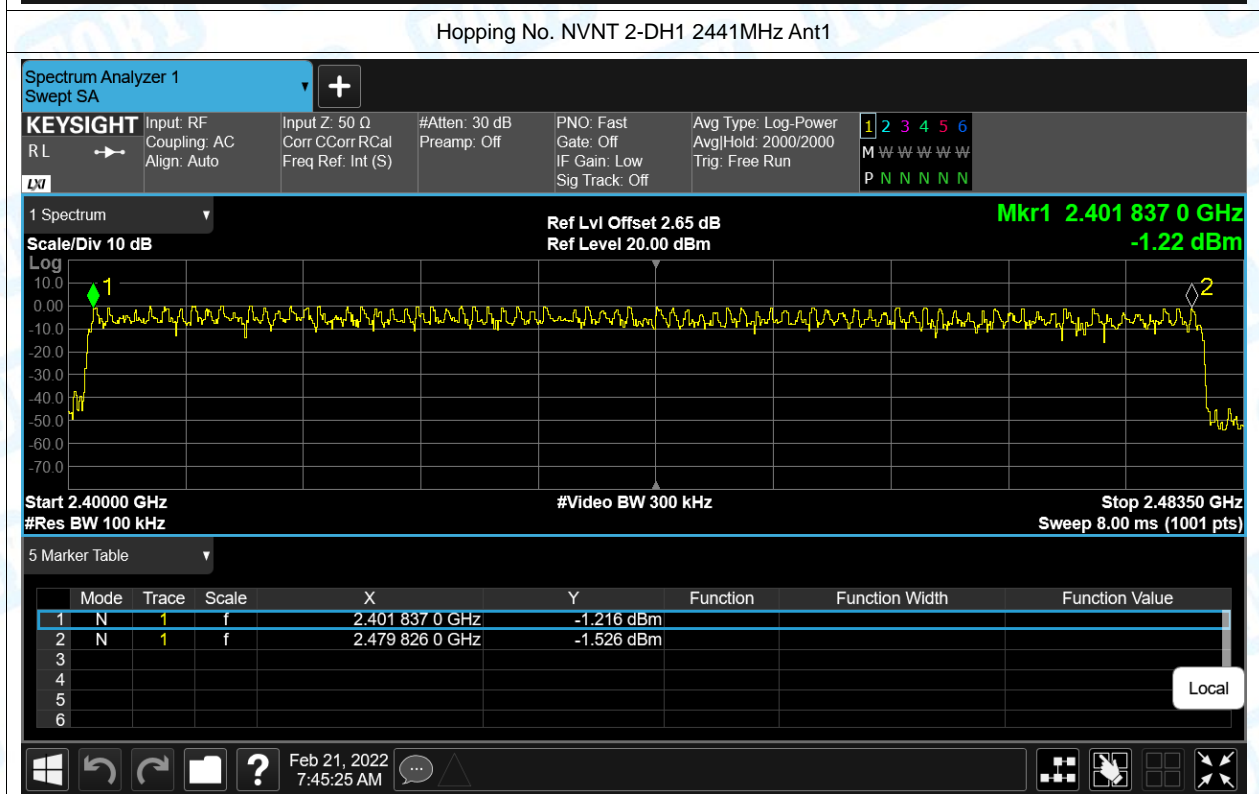 Hopping No. NVNT 2-DH1 2441MHz Ant1
Spectrum Analyzer 1
Swept SA
KEYSIGHT
R L
LXI
Input: RF
Coupling: AC
Align: Auto
Input Z: 50 Ω
Corr CCorr RCal
Freq Ref: Int (S)
#Atten: 30 dB
Preamp: Off
PNO: Fast
Gate: Off
IF Gain: Low
Sig Track: Off
Avg Type: Log-Power
Avg|Hold: 2000/2000
Trig: Free Run
1 2 3 4 5 6
M W W W W W
P N N N N N
1 Spectrum
Scale/Div 10 dB
Ref Lvl Offset 2.65 dB
Ref Level 20.00 dBm
Mkr1 2.401 837 0 GHz
-1.22 dBm
Log
10.0
0.00
-10.0
-20.0
-30.0
-40.0
-50.0
-60.0
-70.0
1
2
Start 2.40000 GHz
#Res BW 100 kHz
#Video BW 300 kHz
Stop 2.48350 GHz
Sweep 8.00 ms (1001 pts)
5 Marker Table
Mode Trace Scale X Y Function Function Width Function Value
1 N 1 f 2.401 837 0 GHz -1.216 dBm
2 N 1 f 2.479 826 0 GHz -1.526 dBm
3
4
5
6
Local
?
Feb 21, 2022
7:45:25 AM